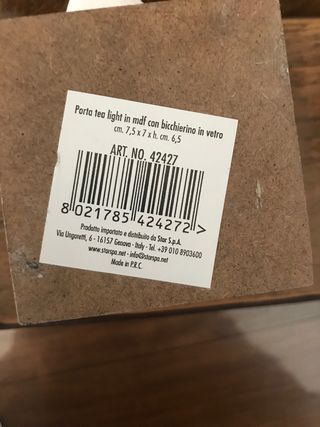 Porta tea light in mdf con bicchierino in vetro
cm. 7,5 x 7 x h. cm. 6,5
ART. NO. 42427
8 021785 424272 >
Prodotto importato e distribuito da Star S.p.A.
Via Ungaretti, 6 - 16157 Genova - Italy - Tel. +39 010 8903600
www.starspa.net - info@starspa.net
Made in P.R.C.